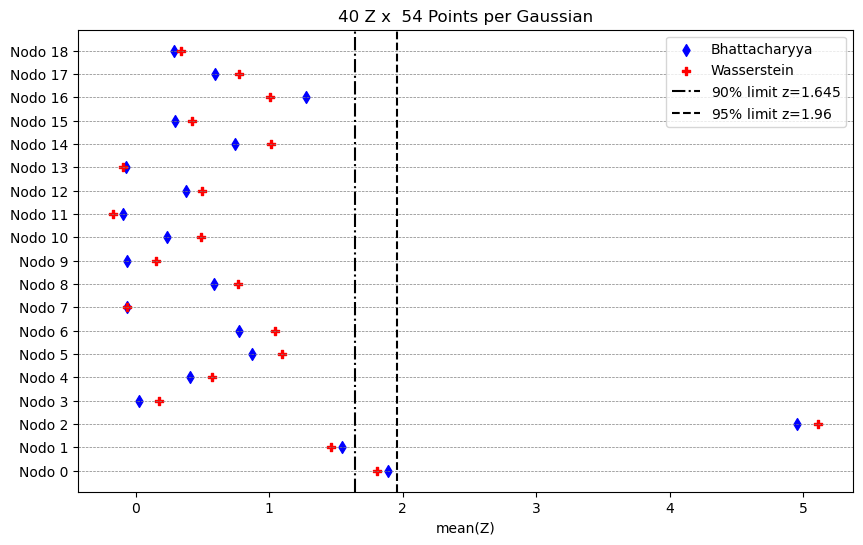 40 Z x  54 Points per Gaussian
Bhattacharyya
Wasserstein
90% limit z=1.645
95% limit z=1.96
Nodo 18
Nodo 17
Nodo 16
Nodo 15
Nodo 14
Nodo 13
Nodo 12
Nodo 11
Nodo 10
Nodo 9
Nodo 8
Nodo 7
Nodo 6
Nodo 5
Nodo 4
Nodo 3
Nodo 2
Nodo 1
Nodo 0
0 1 2 3 4 5
mean(Z)